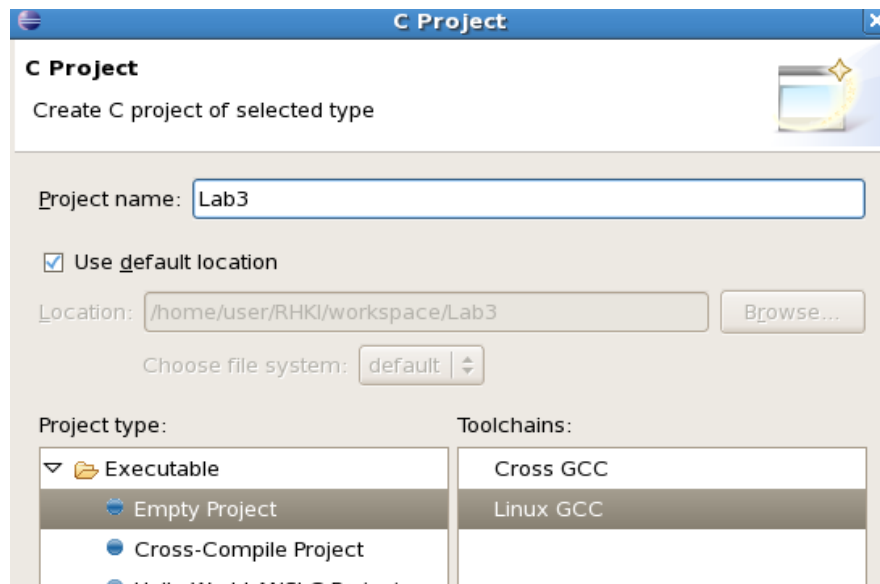 C Project
C Project
Create C project of selected type
Project name: Lab3
Use default location
Location: /home/user/RHKI/workspace/Lab3 Browse...
Choose file system: default
Project type: Toolchains:
Executable Cross GCC
Empty Project Linux GCC
Cross-Compile Project